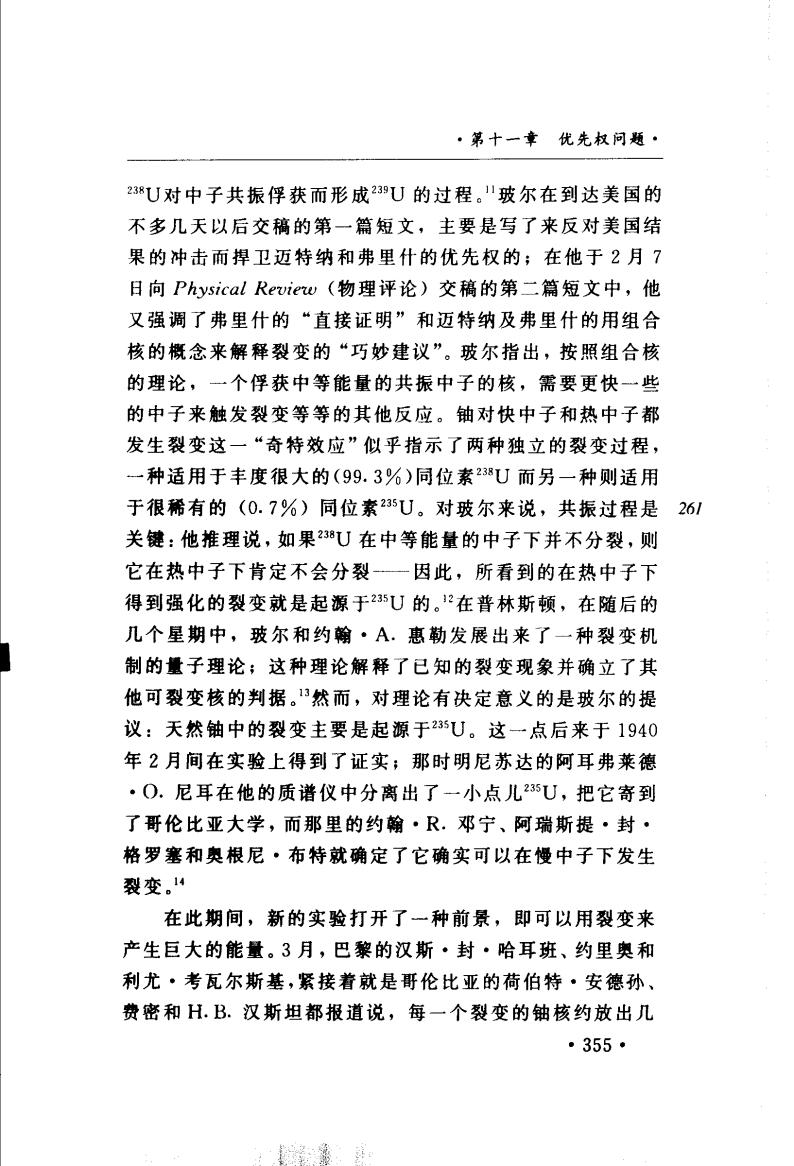 ·第十一章 优先权问题·
²³⁸U对中子共振俘获而形成²³⁹U 的过程。¹¹玻尔在到达美国的
不多几天以后交稿的第一篇短文，主要是写了来反对美国结
果的冲击而捍卫迈特纳和弗里什的优先权的；在他于 2 月 7
日向 Physical Review（物理评论）交稿的第二篇短文中，他
又强调了弗里什的“直接证明”和迈特纳及弗里什的用组合
核的概念来解释裂变的“巧妙建议”。玻尔指出，按照组合核
的理论，一个俘获中等能量的共振中子的核，需要更快一些
的中子来触发裂变等等的其他反应。铀对快中子和热中子都
发生裂变这一“奇特效应”似乎指示了两种独立的裂变过程，
一种适用于丰度很大的(99.3%)同位素²³⁸U 而另一种则适用
于很稀有的（0.7%）同位素²³⁵U。对玻尔来说，共振过程是 261
关键：他推理说，如果²³⁸U 在中等能量的中子下并不分裂，则
它在热中子下肯定不会分裂——因此，所看到的在热中子下
得到强化的裂变就是起源于²³⁵U 的。¹²在普林斯顿，在随后的
几个星期中，玻尔和约翰·A. 惠勒发展出来了一种裂变机
制的量子理论；这种理论解释了已知的裂变现象并确立了其
他可裂变核的判据。¹³然而，对理论有决定意义的是玻尔的提
议：天然铀中的裂变主要是起源于²³⁵U。这一点后来于 1940
年 2 月间在实验上得到了证实；那时明尼苏达的阿耳弗莱德
·O. 尼耳在他的质谱仪中分离出了一小点儿²³⁵U，把它寄到
了哥伦比亚大学，而那里的约翰·R. 邓宁、阿瑞斯提·封·
格罗塞和奥根尼·布特就确定了它确实可以在慢中子下发生
裂变。¹⁴
在此期间，新的实验打开了一种前景，即可以用裂变来
产生巨大的能量。3 月，巴黎的汉斯·封·哈耳班、约里奥和
利尤·考瓦尔斯基，紧接着就是哥伦比亚的荷伯特·安德孙、
费密和 H.B. 汉斯坦都报道说，每一个裂变的铀核约放出几
·355·